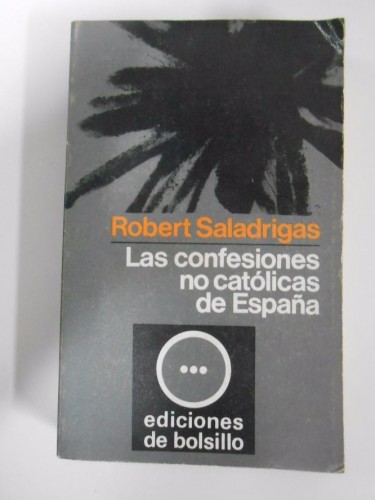 Robert Saladrigas
Las confesiones
no católicas
de España
ediciones
de bolsillo